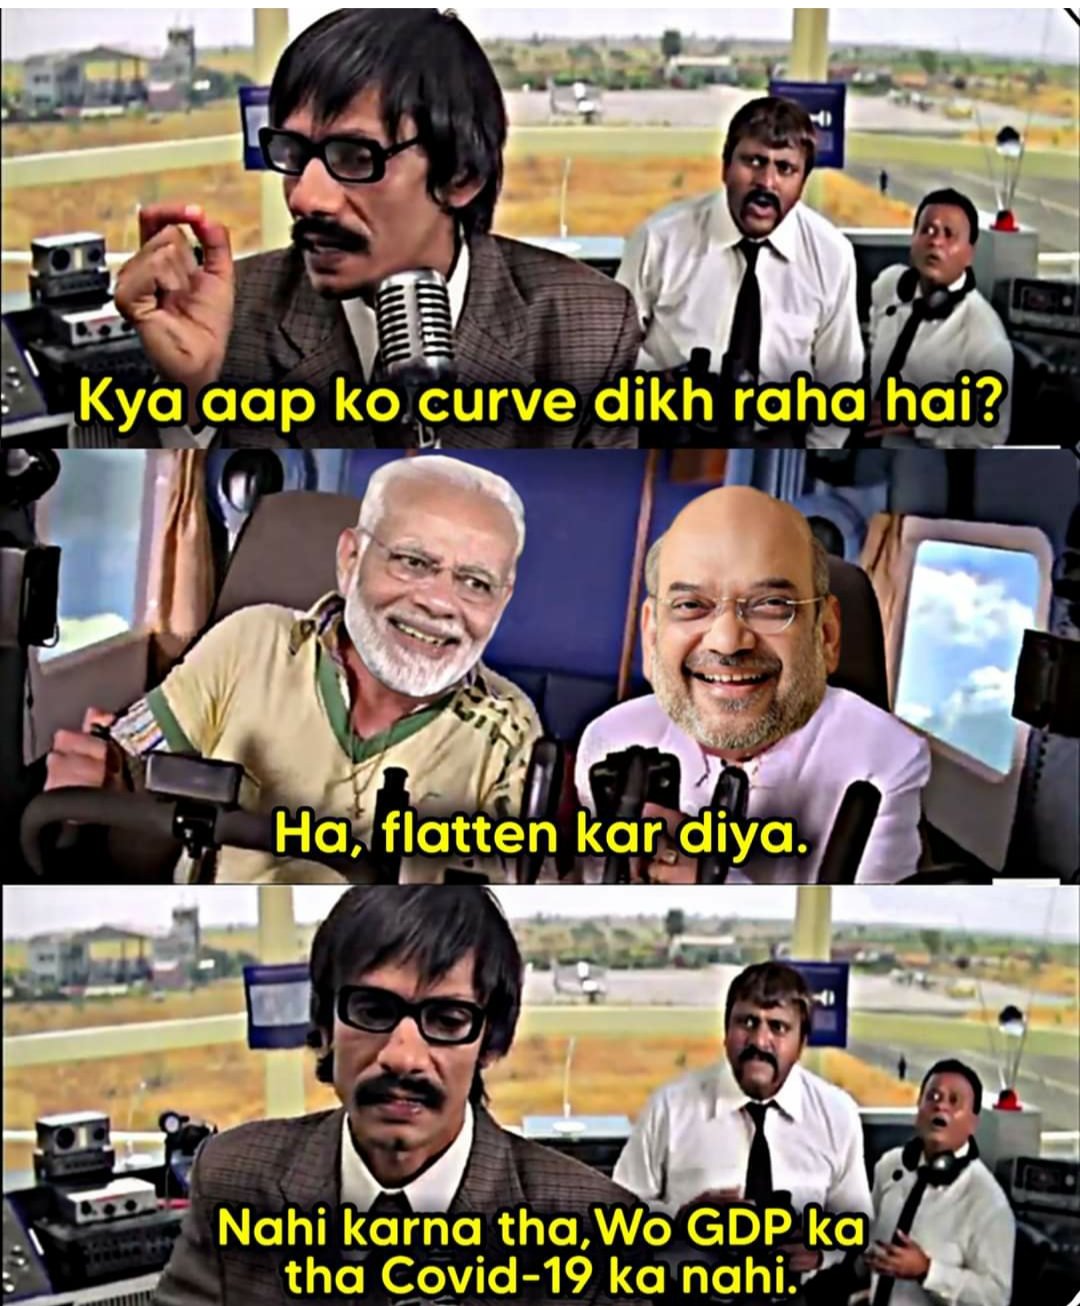 Kya aap ko curve dikh raha hai?
Ha, flatten kar diya.
Nahi karna tha,Wo GDP ka
tha Covid-19 ka nahi.